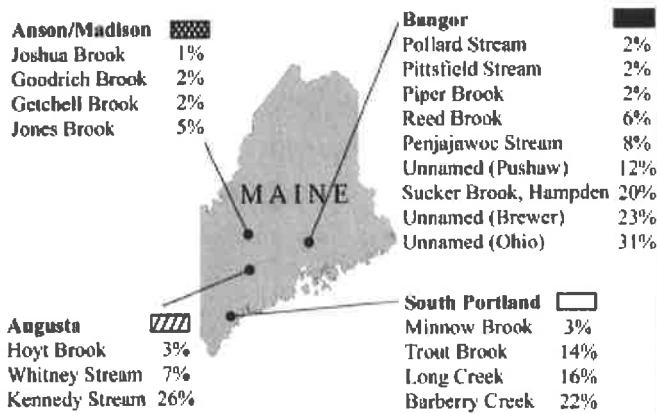 Anson/Madison
Joshua Brook 1%
Goodrich Brook 2%
Getchell Brook 2%
Jones Brook 5%
Bangor
Pollard Stream 2%
Pittsfield Stream 2%
Piper Brook 2%
Reed Brook 6%
Penjajawoc Stream 8%
Unnamed (Pushaw) 12%
Sucker Brook, Hampden 20%
Unnamed (Brewer) 23%
Unnamed (Ohio) 31%
MAINE
Augusta
Hoyt Brook 3%
Whitney Stream 7%
Kennedy Stream 26%
South Portland
Minnow Brook 3%
Trout Brook 14%
Long Creek 16%
Barberry Creek 22%